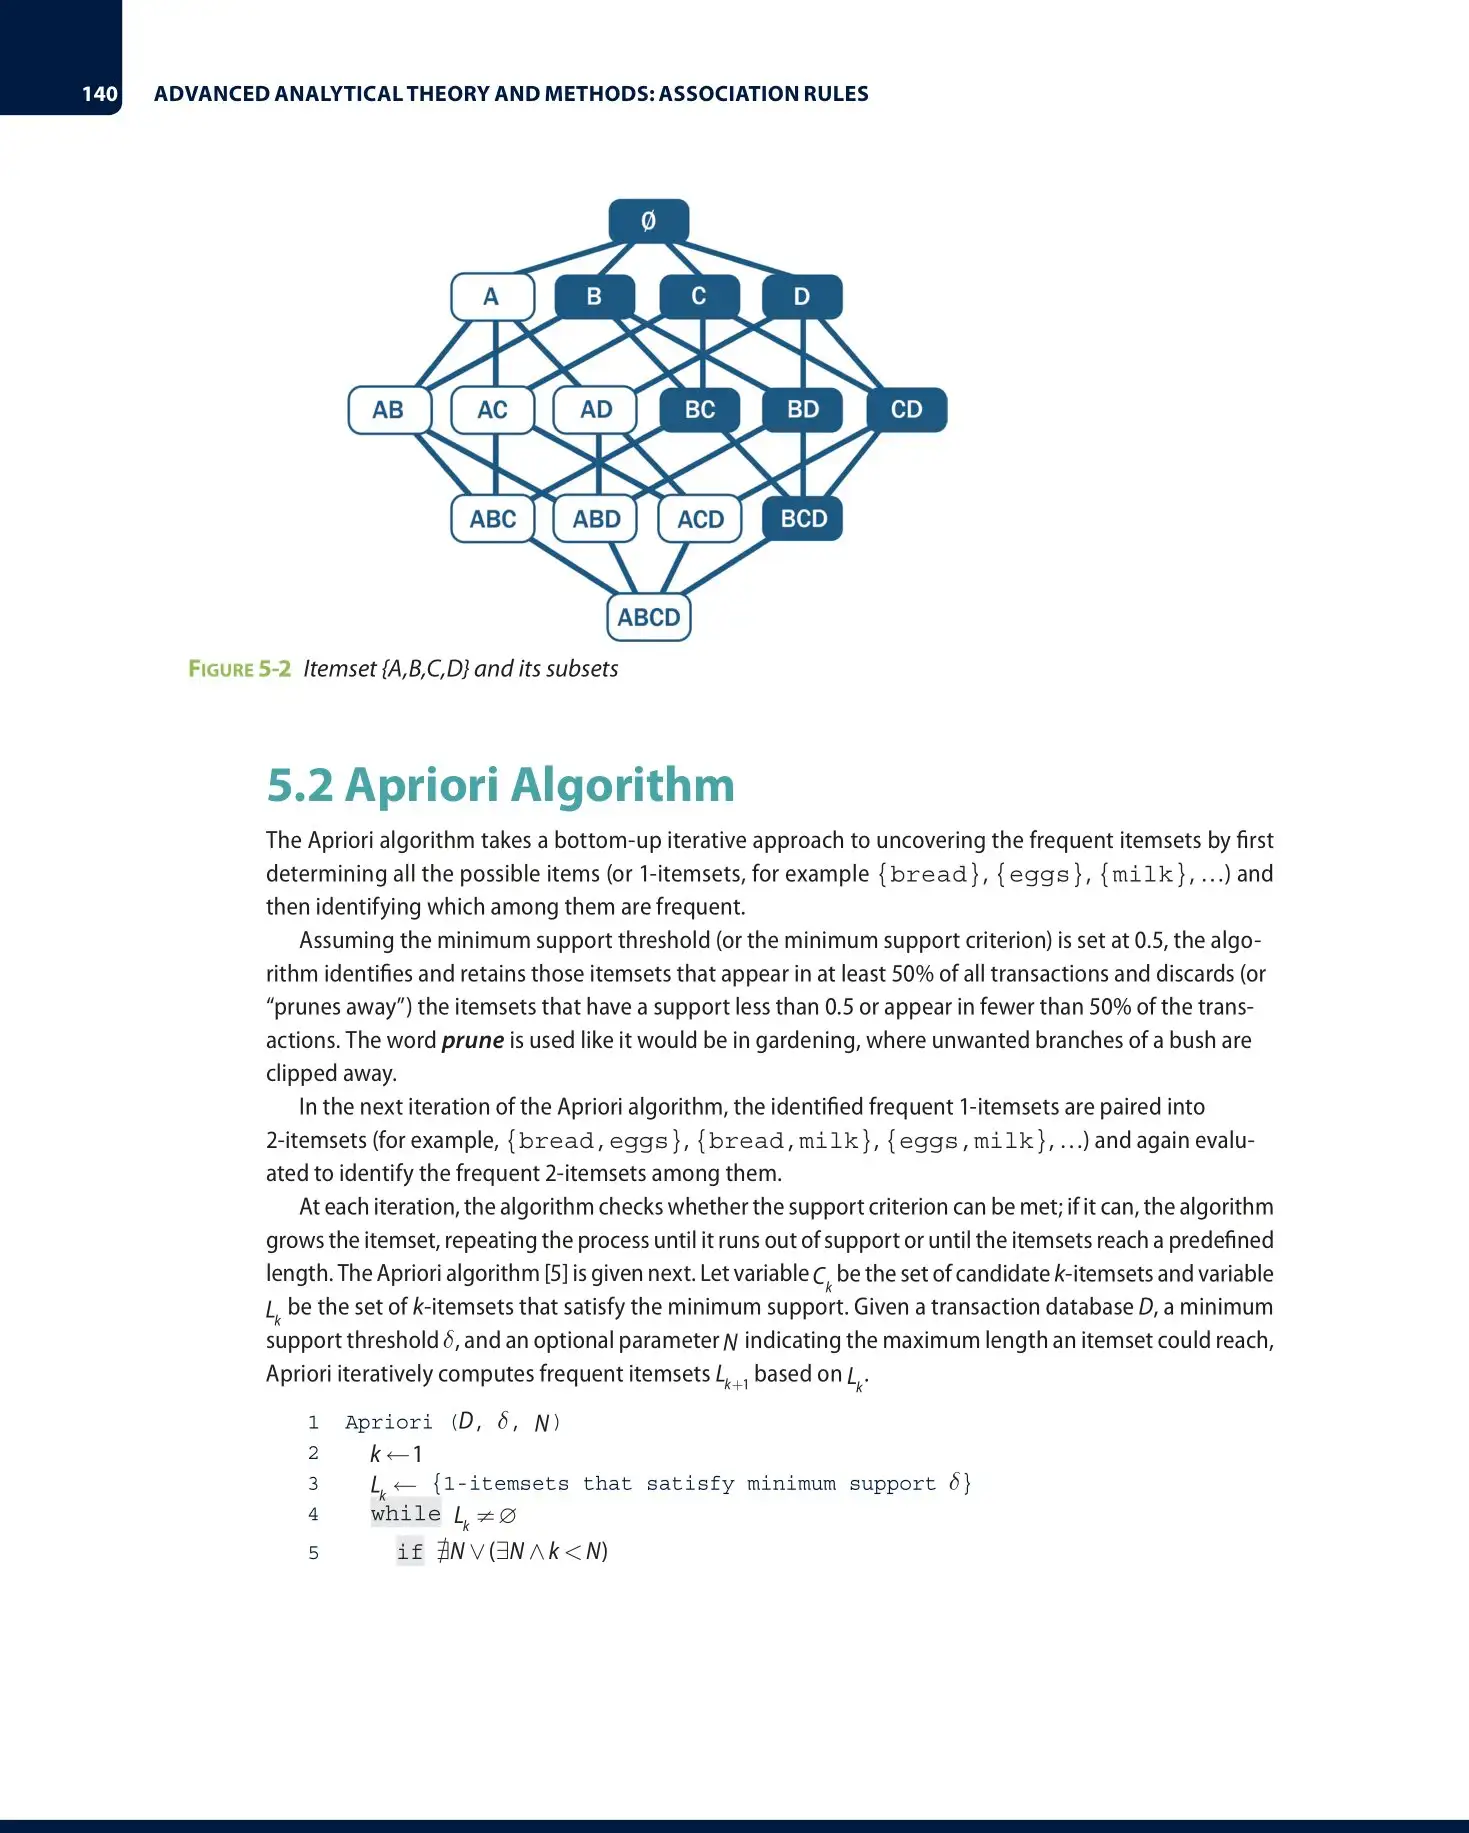 140 ADVANCED ANALYTICAL THEORY AND METHODS: ASSOCIATION RULES
Ø
A B C D
AB AC AD BC BD CD
ABC ABD ACD BCD
ABCD
FIGURE 5-2 Itemset {A,B,C,D} and its subsets
5.2 Apriori Algorithm
The Apriori algorithm takes a bottom-up iterative approach to uncovering the frequent itemsets by first
determining all the possible items (or 1-itemsets, for example {bread}, {eggs}, {milk}, …) and
then identifying which among them are frequent.
Assuming the minimum support threshold (or the minimum support criterion) is set at 0.5, the algo-
rithm identifies and retains those itemsets that appear in at least 50% of all transactions and discards (or
“prunes away”) the itemsets that have a support less than 0.5 or appear in fewer than 50% of the trans-
actions. The word prune is used like it would be in gardening, where unwanted branches of a bush are
clipped away.
In the next iteration of the Apriori algorithm, the identified frequent 1-itemsets are paired into
2-itemsets (for example, {bread,eggs}, {bread,milk}, {eggs,milk}, …) and again evalu-
ated to identify the frequent 2-itemsets among them.
At each iteration, the algorithm checks whether the support criterion can be met; if it can, the algorithm
grows the itemset, repeating the process until it runs out of support or until the itemsets reach a predefined
length. The Apriori algorithm [5] is given next. Let variable C_k be the set of candidate k-itemsets and variable
L_k be the set of k-itemsets that satisfy the minimum support. Given a transaction database D, a minimum
support threshold δ, and an optional parameter N indicating the maximum length an itemset could reach,
Apriori iteratively computes frequent itemsets L_{k+1} based on L_k.
1 Apriori (D, δ, N)
2 k ← 1
3 L_k ← {1-itemsets that satisfy minimum support δ}
4 while L_k ≠ ∅
5 if ∄N ∨ (∃N ∧ k < N)